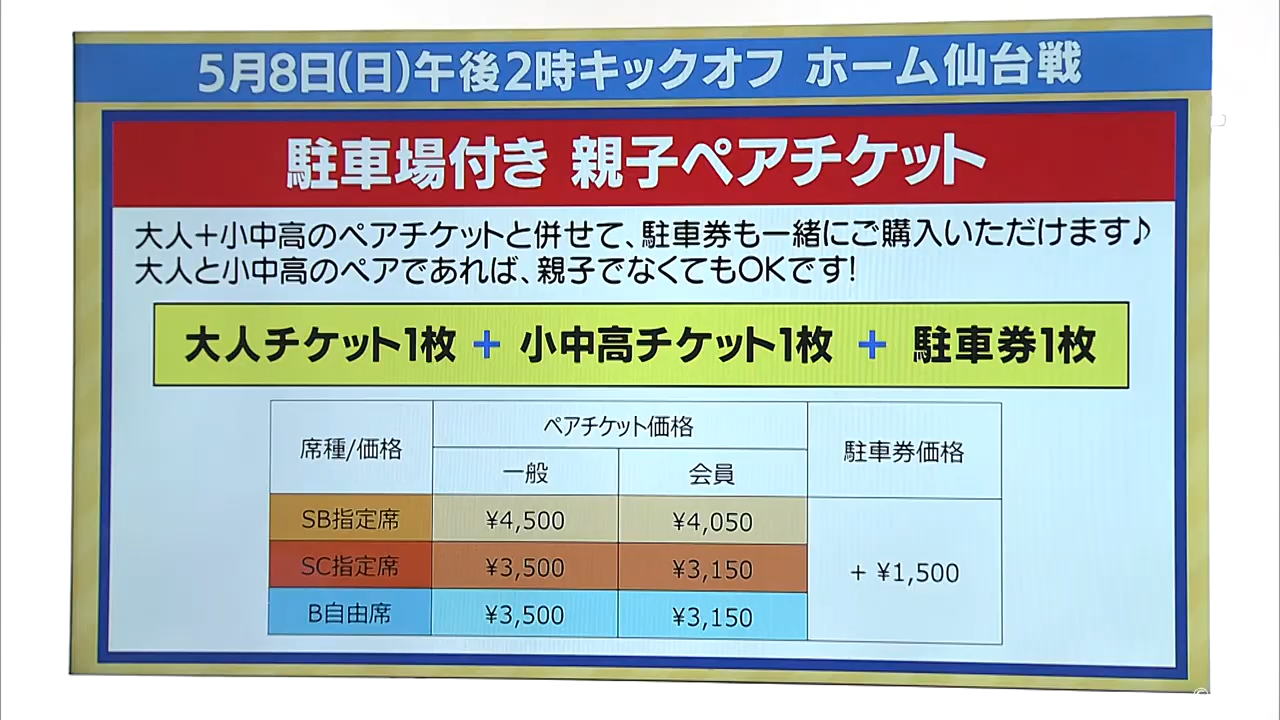 5月8日(日)午後2時キックオフ ホーム仙台戦
駐車場付き 親子ペアチケット
大人＋小中高のペアチケットと併せて、駐車券も一緒にご購入いただけます♪
大人と小中高のペアであれば、親子でなくてもOKです!
大人チケット1枚 + 小中高チケット1枚 + 駐車券1枚
席種/価格 ペアチケット価格 駐車券価格
一般 会員
SB指定席 ¥4,500 ¥4,050
SC指定席 ¥3,500 ¥3,150 + ¥1,500
B自由席 ¥3,500 ¥3,150